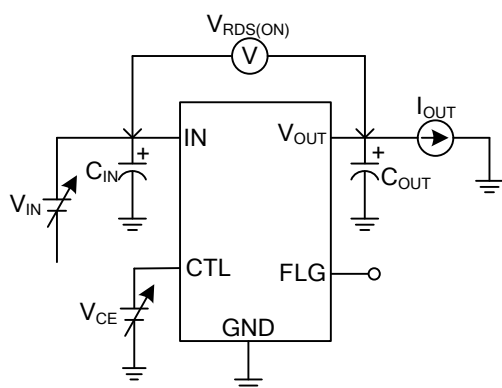 VRDS(ON)
V
IN
VOUT
IOUT
+
CIN
+
COUT
VIN
CTL
FLG
VCE
GND